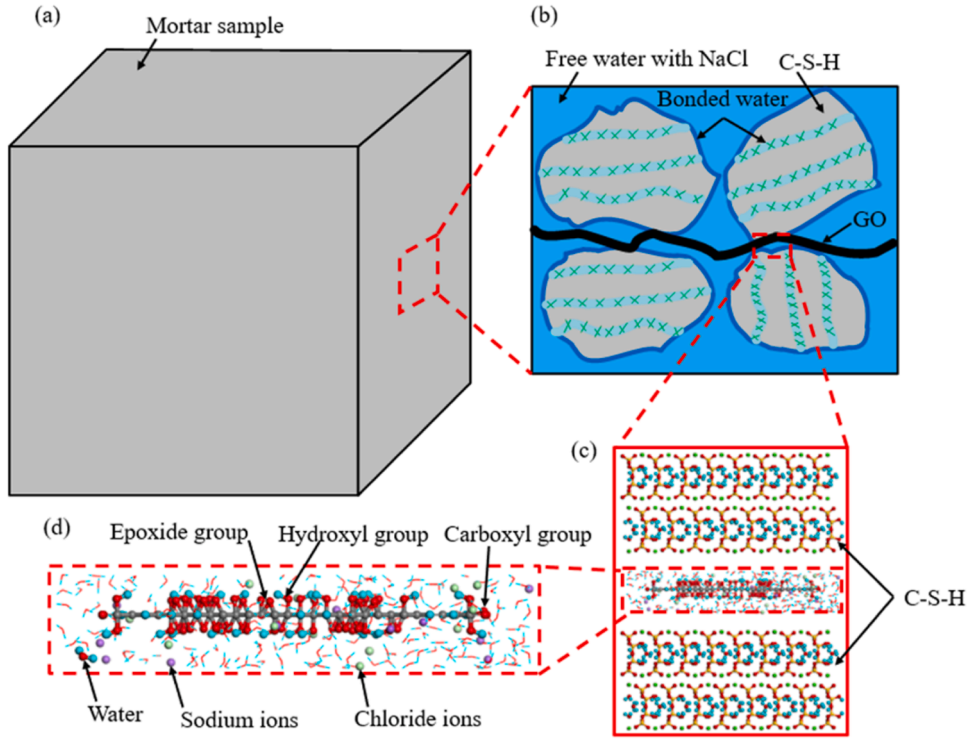 (a)
Mortar sample
(b)
Free water with NaCl
C-S-H
Bonded water
GO
(c)
C-S-H
(d)
Epoxide group
Hydroxyl group
Carboxyl group
Water
Sodium ions
Chloride ions